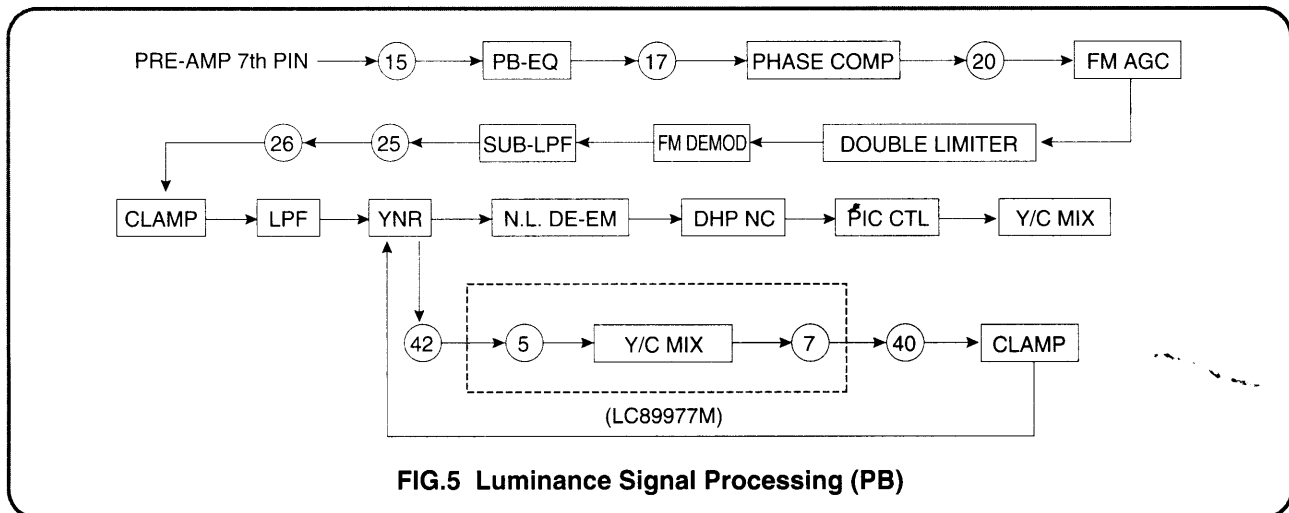 PRE-AMP 7th PIN 15 PB-EQ 17 PHASE COMP 20 FM AGC
26 25 SUB-LPF FM DEMOD DOUBLE LIMITER
CLAMP LPF YNR N.L. DE-EM DHP NC PIC CTL Y/C MIX
42 5 Y/C MIX 7 40 CLAMP
(LC89977M)
FIG.5 Luminance Signal Processing (PB)